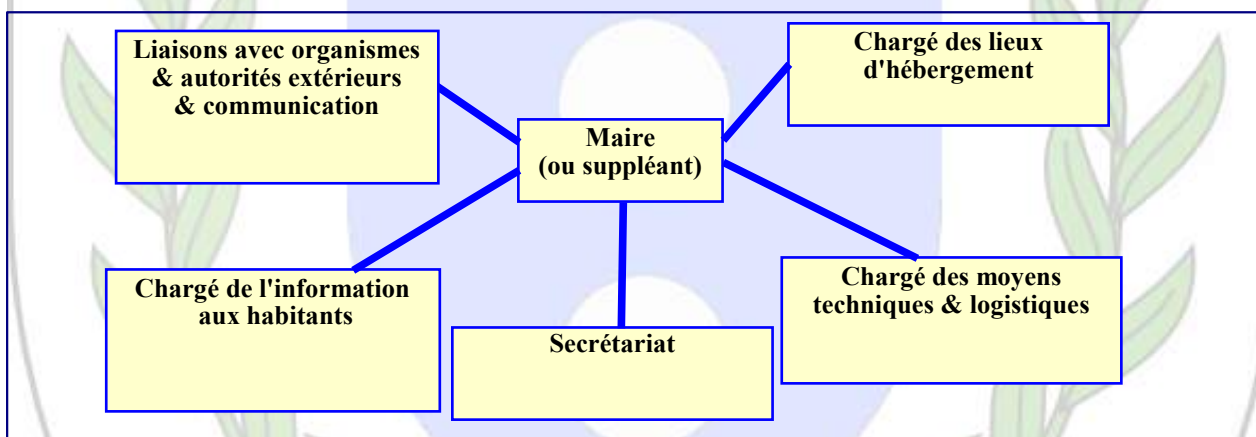 Liaisons avec organismes
& autorités extérieurs
& communication
Chargé des lieux
d'hébergement
Maire
(ou suppléant)
Chargé de l'information
aux habitants
Secrétariat
Chargé des moyens
techniques & logistiques